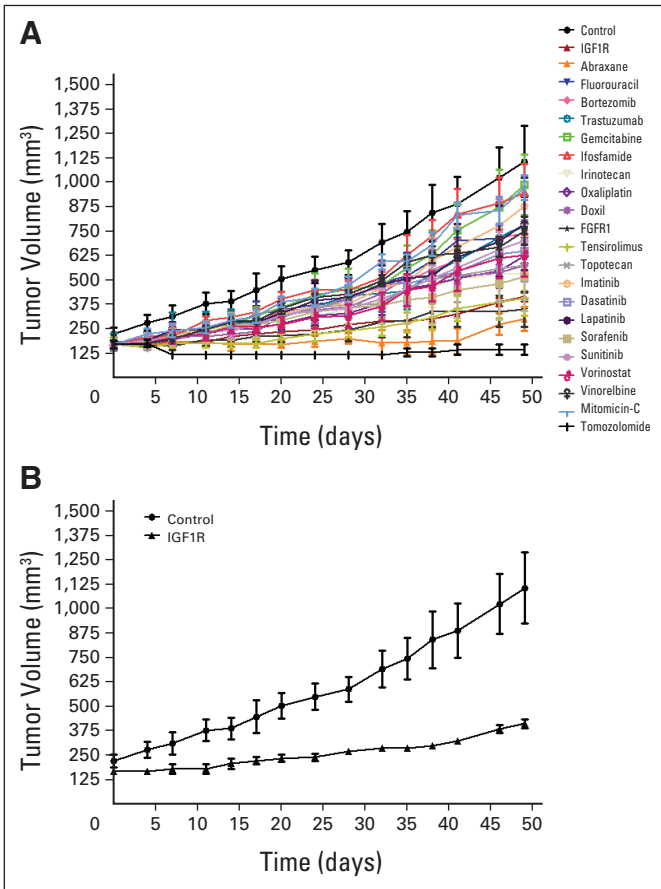 A
Tumor Volume (mm³)
1,500
1,375
1,250
1,125
1,000
875
750
625
500
375
250
125
0 5 10 15 20 25 30 35 40 45 50
Time (days)
Control
IGF1R
Abraxane
Fluorouracil
Bortezomib
Trastuzumab
Gemcitabine
Ifosfamide
Irinotecan
Oxaliplatin
Doxil
FGFR1
Tensirolimus
Topotecan
Imatinib
Dasatinib
Lapatinib
Sorafenib
Sunitinib
Vorinostat
Vinorelbine
Mitomicin-C
Tomozolomide
B
Tumor Volume (mm³)
1,500
1,375
1,250
1,125
1,000
875
750
625
500
375
250
125
0 5 10 15 20 25 30 35 40 45 50
Time (days)
Control
IGF1R